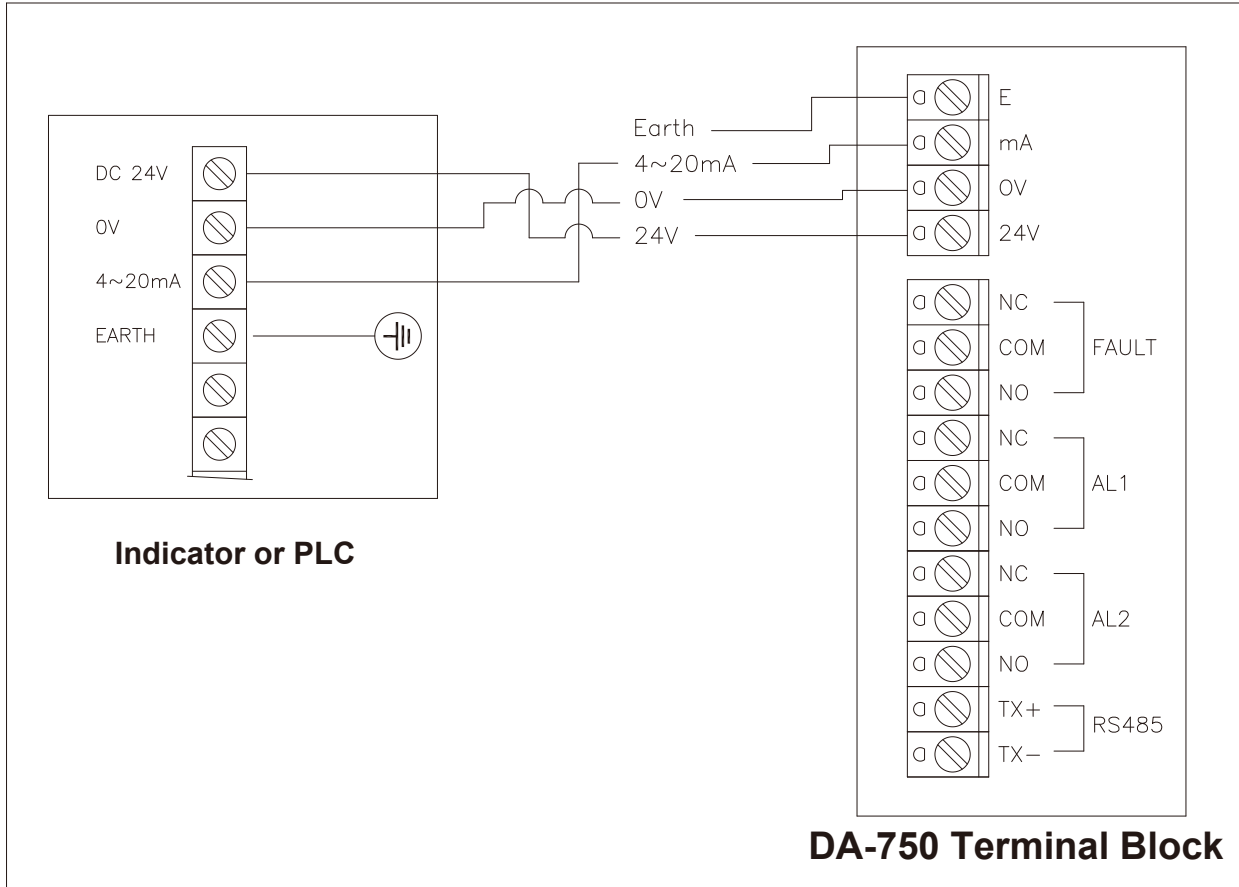 DC 24V
0V
4~20mA
EARTH
Indicator or PLC
Earth
4~20mA
0V
24V
E
mA
0V
24V
NC
COM
NO
FAULT
NC
COM
NO
AL1
NC
COM
NO
AL2
TX+
TX-
RS485
DA-750 Terminal Block